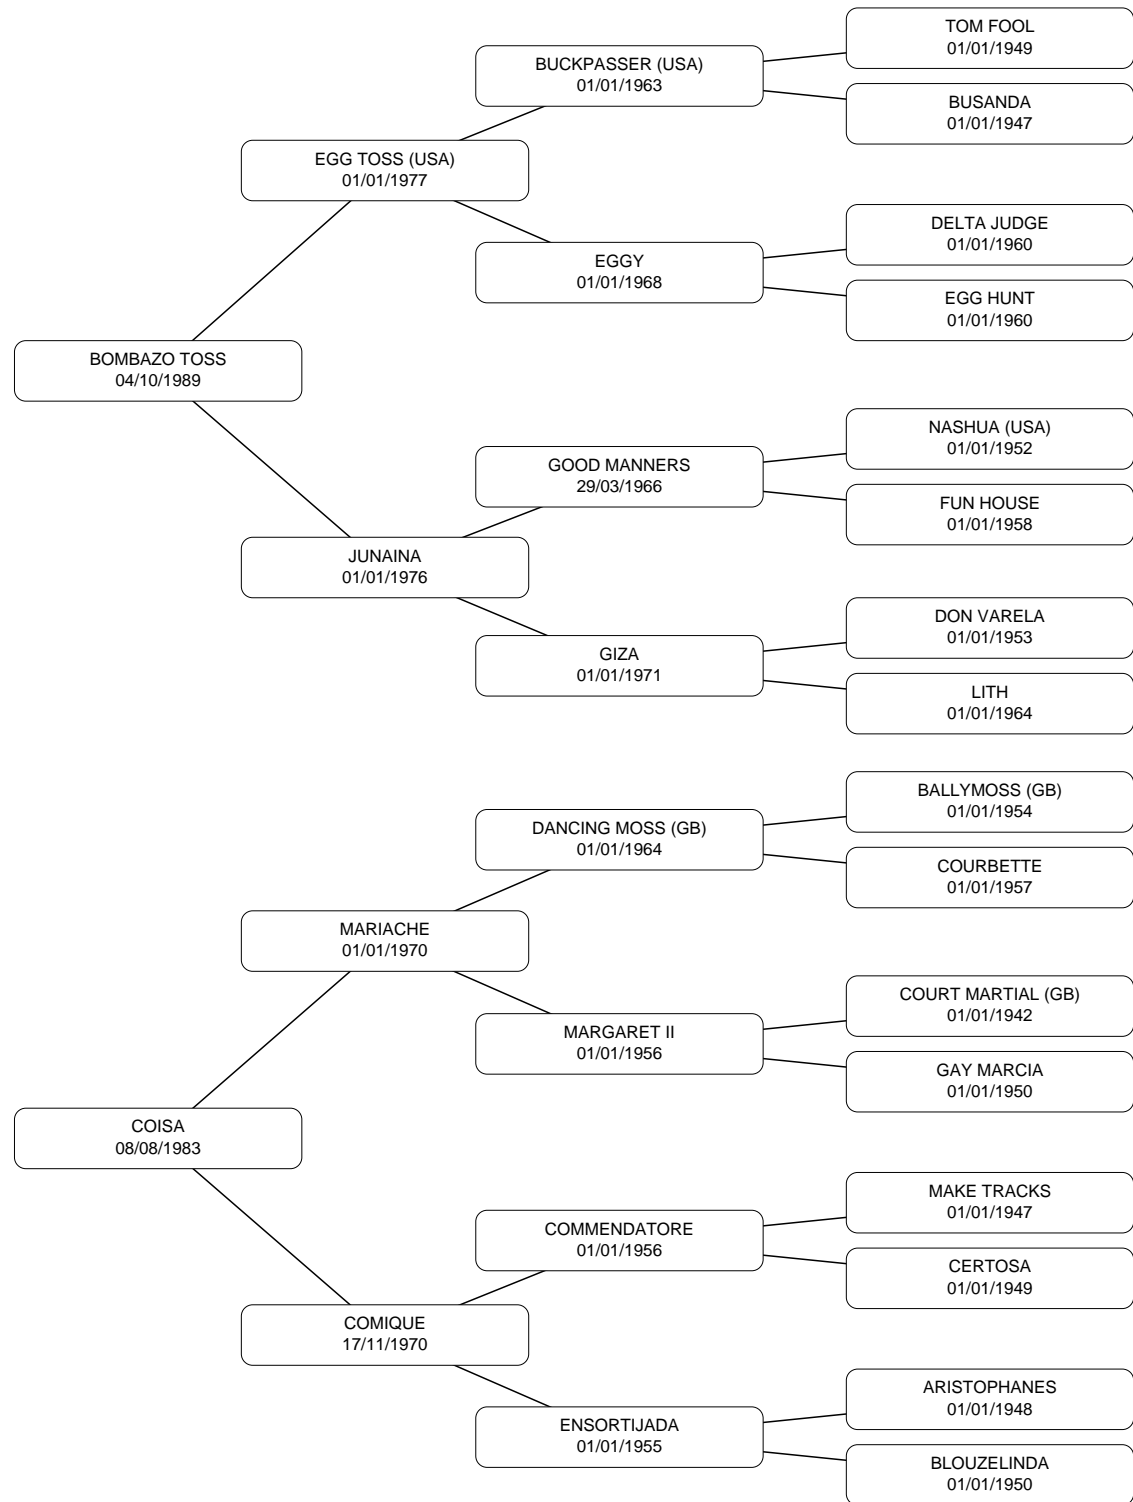 TOM FOOL
01/01/1949
BUCKPASSER (USA)
01/01/1963
BUSANDA
01/01/1947
EGG TOSS (USA)
01/01/1977
DELTA JUDGE
01/01/1960
EGGY
01/01/1968
EGG HUNT
01/01/1960
BOMBAZO TOSS
04/10/1989
NASHUA (USA)
01/01/1952
GOOD MANNERS
29/03/1966
FUN HOUSE
01/01/1958
JUNAINA
01/01/1976
DON VARELA
01/01/1953
GIZA
01/01/1971
LITH
01/01/1964
BALLYMOSS (GB)
01/01/1954
DANCING MOSS (GB)
01/01/1964
COURBETTE
01/01/1957
MARIACHE
01/01/1970
COURT MARTIAL (GB)
01/01/1942
MARGARET II
01/01/1956
GAY MARCIA
01/01/1950
COISA
08/08/1983
MAKE TRACKS
01/01/1947
COMMENDATORE
01/01/1956
CERTOSA
01/01/1949
COMIQUE
17/11/1970
ARISTOPHANES
01/01/1948
ENSORTIJADA
01/01/1955
BLOUZELINDA
01/01/1950